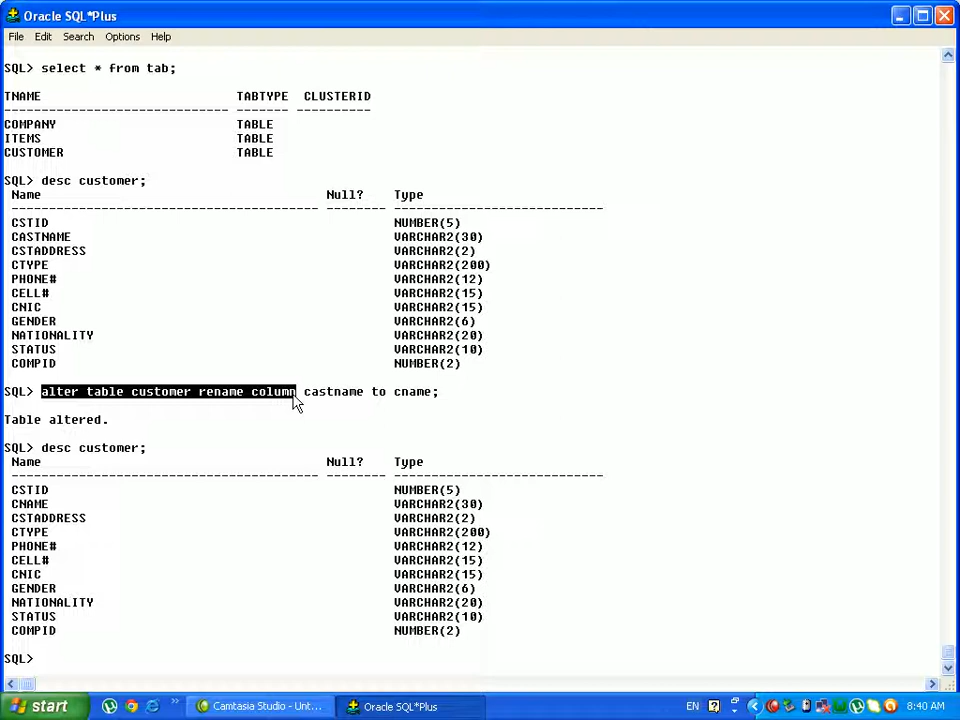 Oracle SQL*Plus
File Edit Search Options Help
SQL> select * from tab;
TNAME TABTYPE CLUSTERID
------------------------------ ------- ----------
COMPANY TABLE
ITEMS TABLE
CUSTOMER TABLE
SQL> desc customer;
Name Null? Type
----------------------------------------- -------- ----------------------------
CSTID NUMBER(5)
CASTNAME VARCHAR2(30)
CSTADDRESS VARCHAR2(2)
CTYPE VARCHAR2(200)
PHONE# VARCHAR2(12)
CELL# VARCHAR2(15)
CNIC VARCHAR2(15)
GENDER VARCHAR2(6)
NATIONALITY VARCHAR2(20)
STATUS VARCHAR2(10)
COMPID NUMBER(2)
SQL> alter table customer rename column castname to cname;
Table altered.
SQL> desc customer;
Name Null? Type
----------------------------------------- -------- ----------------------------
CSTID NUMBER(5)
CNAME VARCHAR2(30)
CSTADDRESS VARCHAR2(2)
CTYPE VARCHAR2(200)
PHONE# VARCHAR2(12)
CELL# VARCHAR2(15)
CNIC VARCHAR2(15)
GENDER VARCHAR2(6)
NATIONALITY VARCHAR2(20)
STATUS VARCHAR2(10)
COMPID NUMBER(2)
SQL>
start Camtasia Studio - Unt... Oracle SQL*Plus EN 8:40 AM